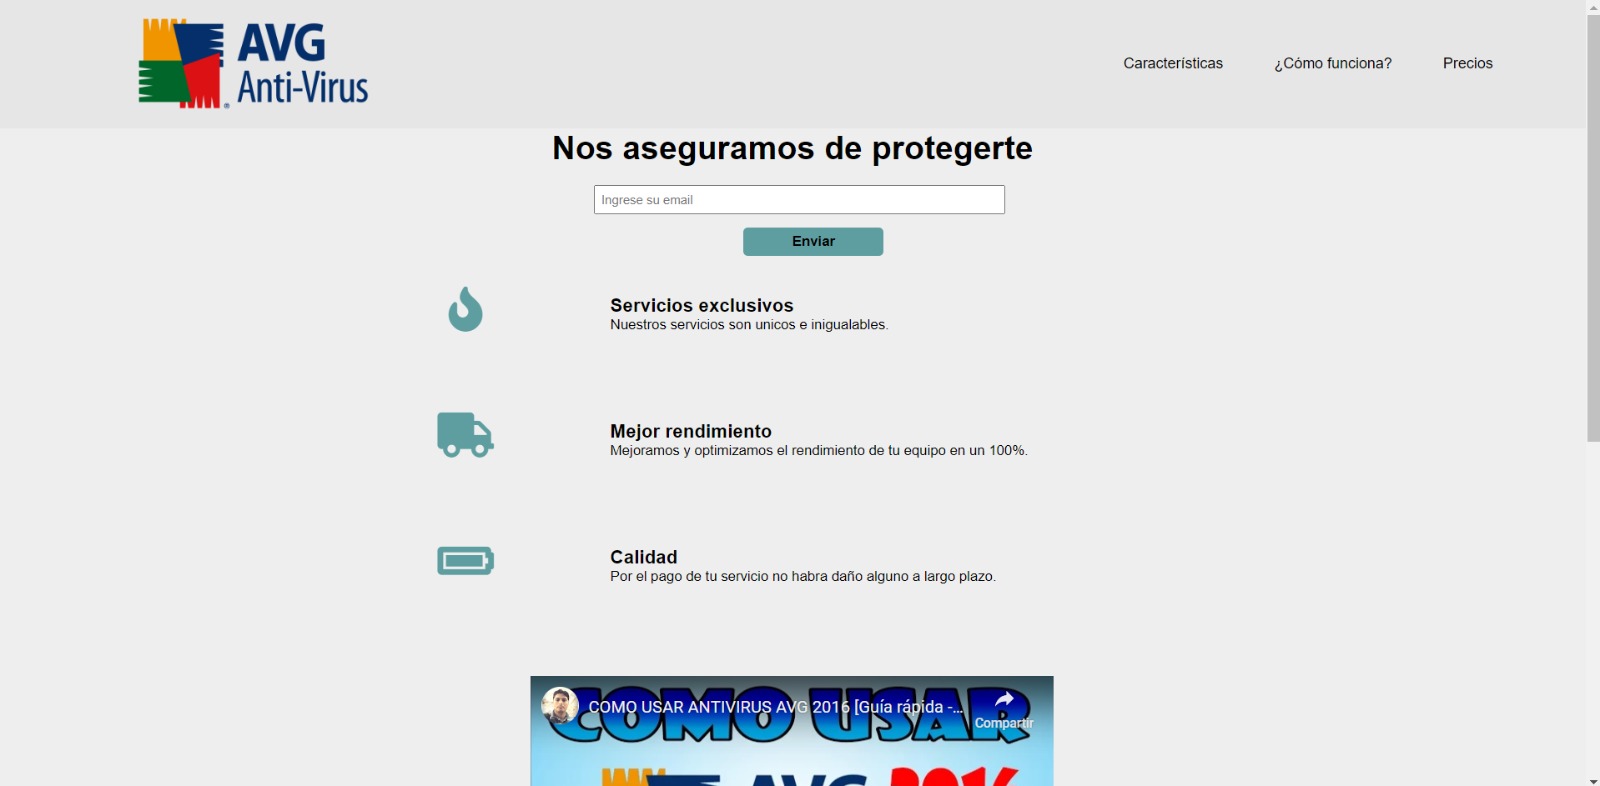 AVG
Anti-Virus
Características
¿Cómo funciona?
Precios
Nos aseguramos de protegerte
Ingrese su email
Enviar
Servicios exclusivos
Nuestros servicios son unicos e inigualables.
Mejor rendimiento
Mejoramos y optimizamos el rendimiento de tu equipo en un 100%.
Calidad
Por el pago de tu servicio no habra daño alguno a largo plazo.
COMO USAR
COMO USAR ANTIVIRUS AVG 2016 [Guía rápida -...
Compartir
AVG 2016